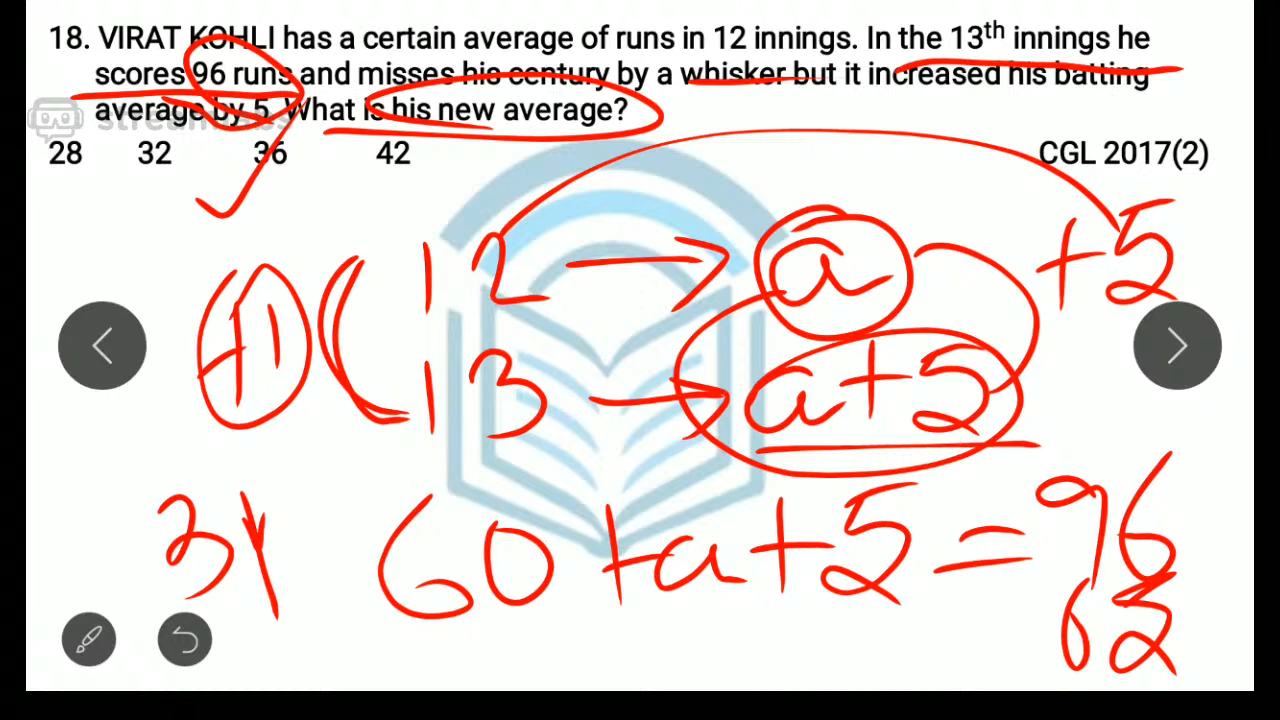 18. VIRAT KOHLI has a certain average of runs in 12 innings. In the 13th innings he
scores 96 runs and misses his century by a whisker but it increased his batting
average by 5. What is his new average?
28 32 36 42 CGL 2017(2)
12 → a +5
+1 ( 13 → a+5
60+a+5=96